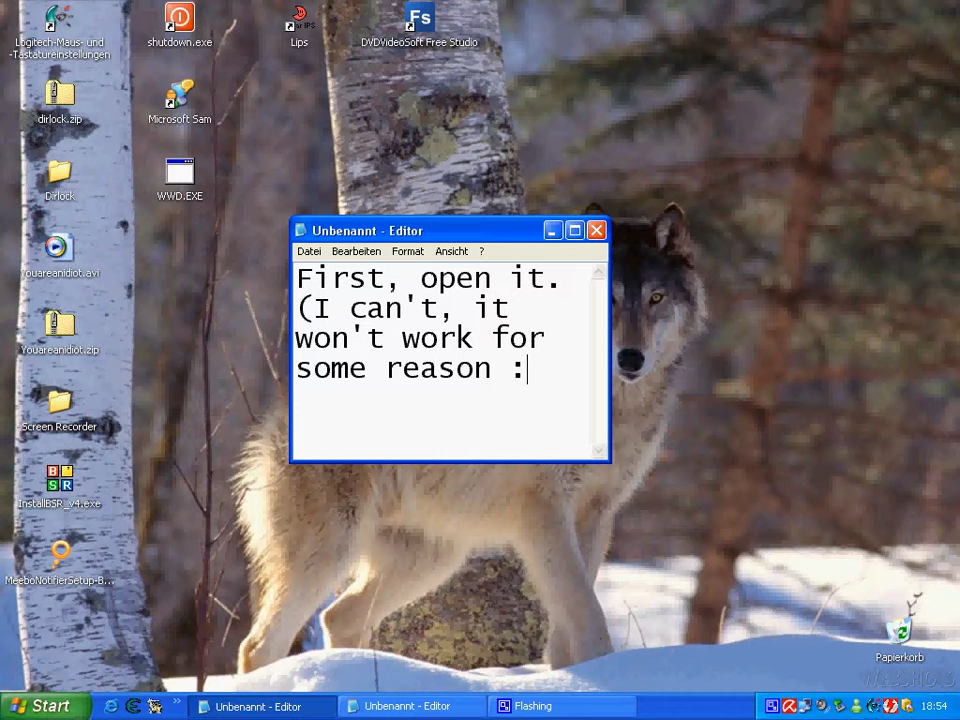 Logitech-Maus- und
-Tastatureinstellungen
shutdown.exe
Lips
Fs
DVDVideoSoft Free Studio
dirlock.zip
Microsoft Sam
Dirlock
WWD.EXE
Youareanidiot.avi
Youareanidiot.zip
Screen Recorder
B
S R
InstallBSR_v4.exe
MeeboNotifierSetup-B...
Unbenannt - Editor
Datei Bearbeiten Format Ansicht ?
First, open it.
(I can't, it
won't work for
some reason :
Papierkorb
Start
Unbenannt - Editor
Unbenannt - Editor
Flashing
18:54